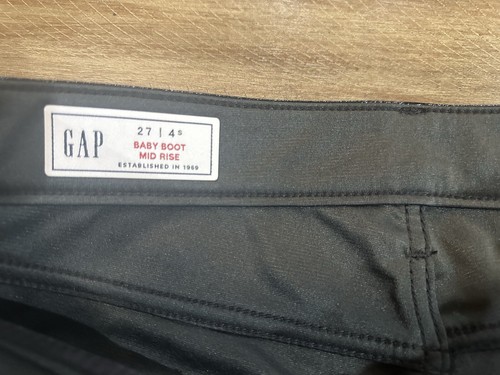 GAP
27 | 4s
BABY BOOT
MID RISE
ESTABLISHED IN 1969